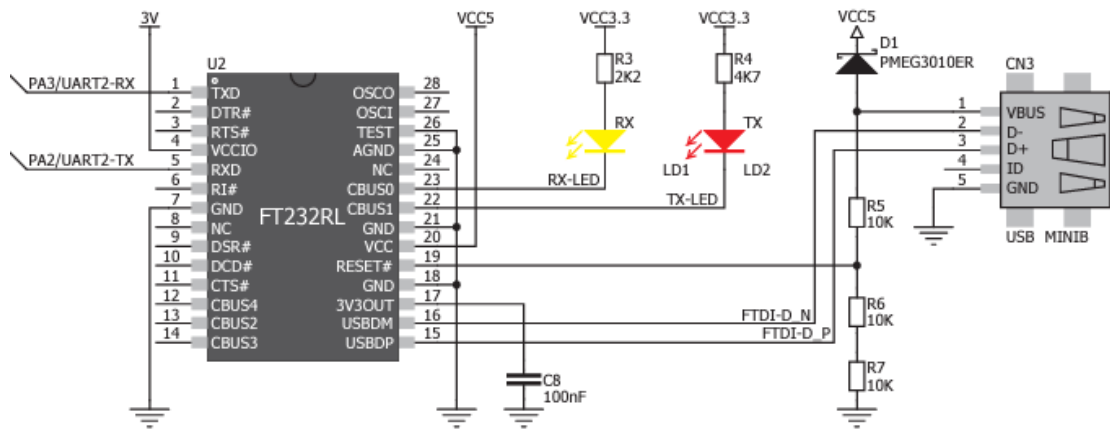 3V
VCC5
VCC3.3
VCC3.3
VCC5
D1
PMEG3010ER
U2
R3
2K2
R4
4K7
CN3
PA3/UART2-RX
1 TXD
OSCO 28
2 DTR#
OSCI 27
3 RTS#
TEST 26
4 VCCIO
AGND 25
PA2/UART2-TX
5 RXD
NC 24
6 RI#
CBUS0 23
7 GND
CBUS1 22
8 NC
GND 21
9 DSR#
VCC 20
10 DCD#
RESET# 19
11 CTS#
GND 18
12 CBUS4
3V3OUT 17
13 CBUS2
USBDM 16
14 CBUS3
USBDP 15
FT232RL
RX
TX
LD1
LD2
RX-LED
TX-LED
1 VBUS
2 D-
3 D+
4 ID
5 GND
USB MINIB
R5
10K
R6
10K
R7
10K
FTDI-D_N
FTDI-D_P
C8
100nF